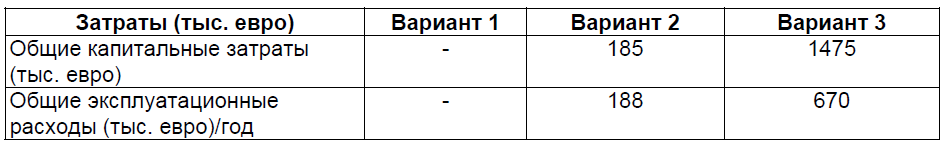 Затраты (тыс. евро) Вариант 1 Вариант 2 Вариант 3
Общие капитальные затраты - 185 1475
(тыс. евро)
Общие эксплуатационные - 188 670
расходы (тыс. евро)/год